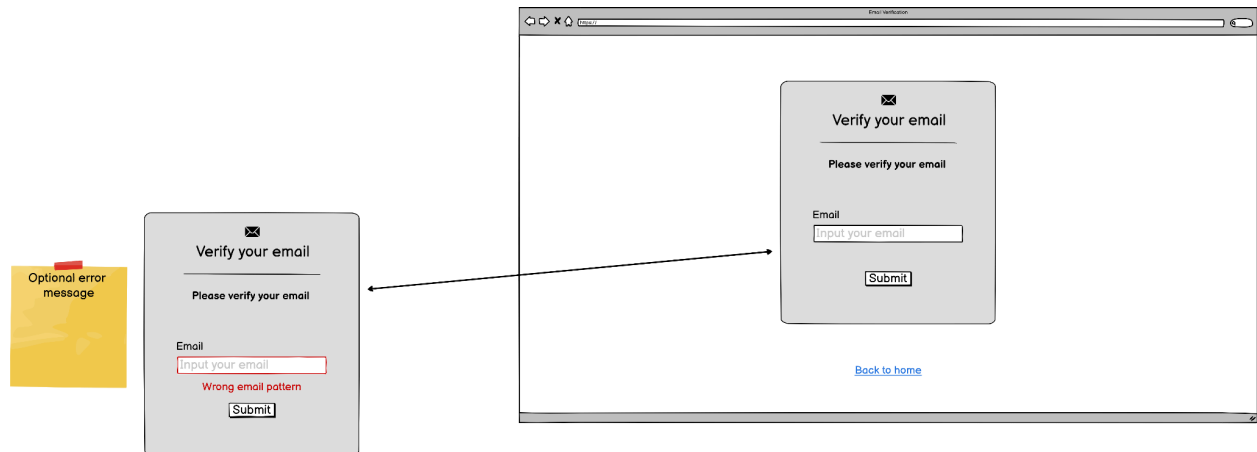 Email Verification
https://
Verify your email
Please verify your email
Email
Input your email
Submit
Back to home
Optional error
message
Verify your email
Please verify your email
Email
Input your email
Wrong email pattern
Submit